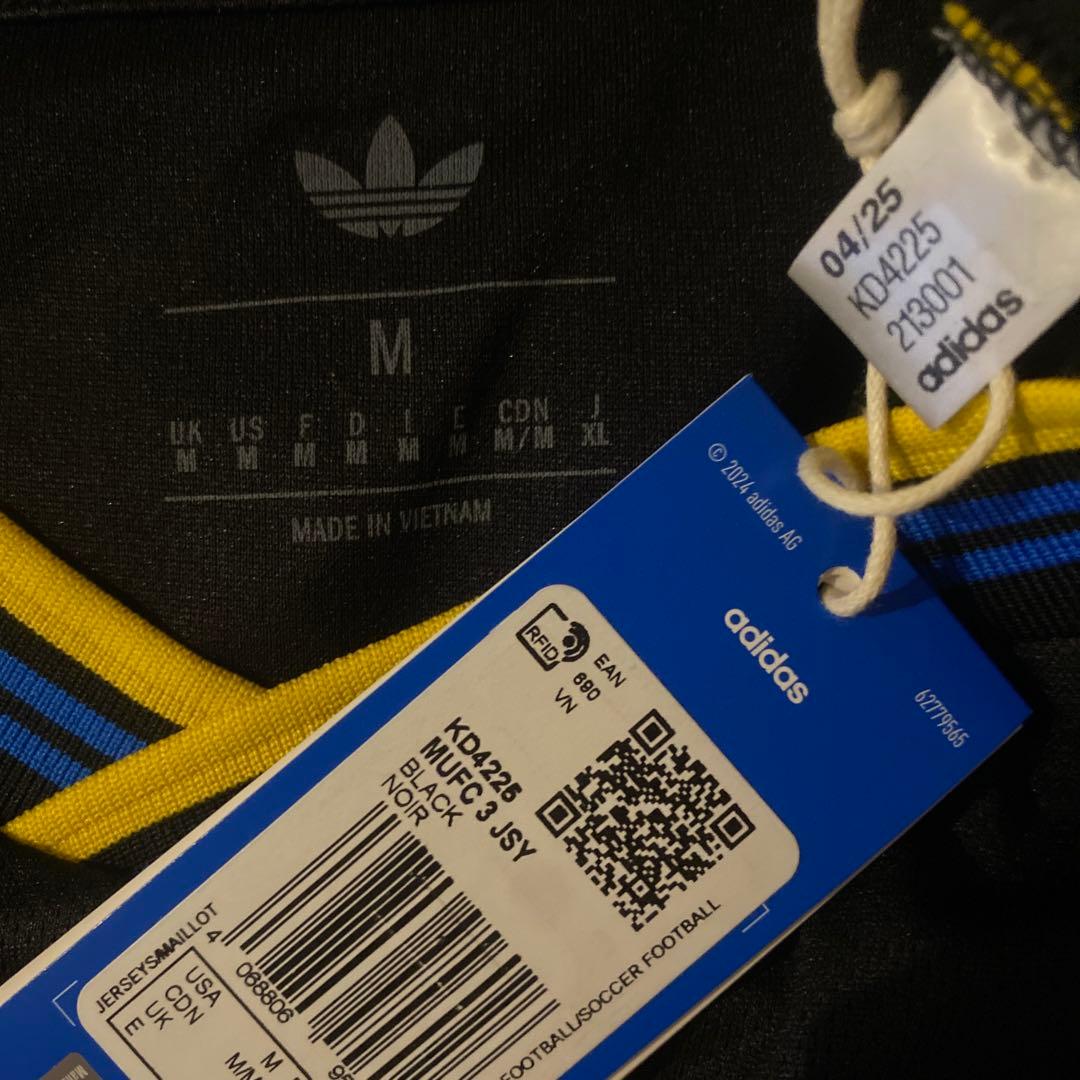 M
UK US F D I E CDN J
M M M M M M M/M XL
MADE IN VIETNAM
04/25
KD4225
213001
adidas
© 2024 adidas AG
adidas
62779565
RFID
EAN
690
VN
KD4225
MUFC 3 JSY
BLACK
NOIR
JERSEYS/MAILLOT
4
068806
USA
CDN
UK
E
M
FOOTBALL/SOCCER FOOTBALL